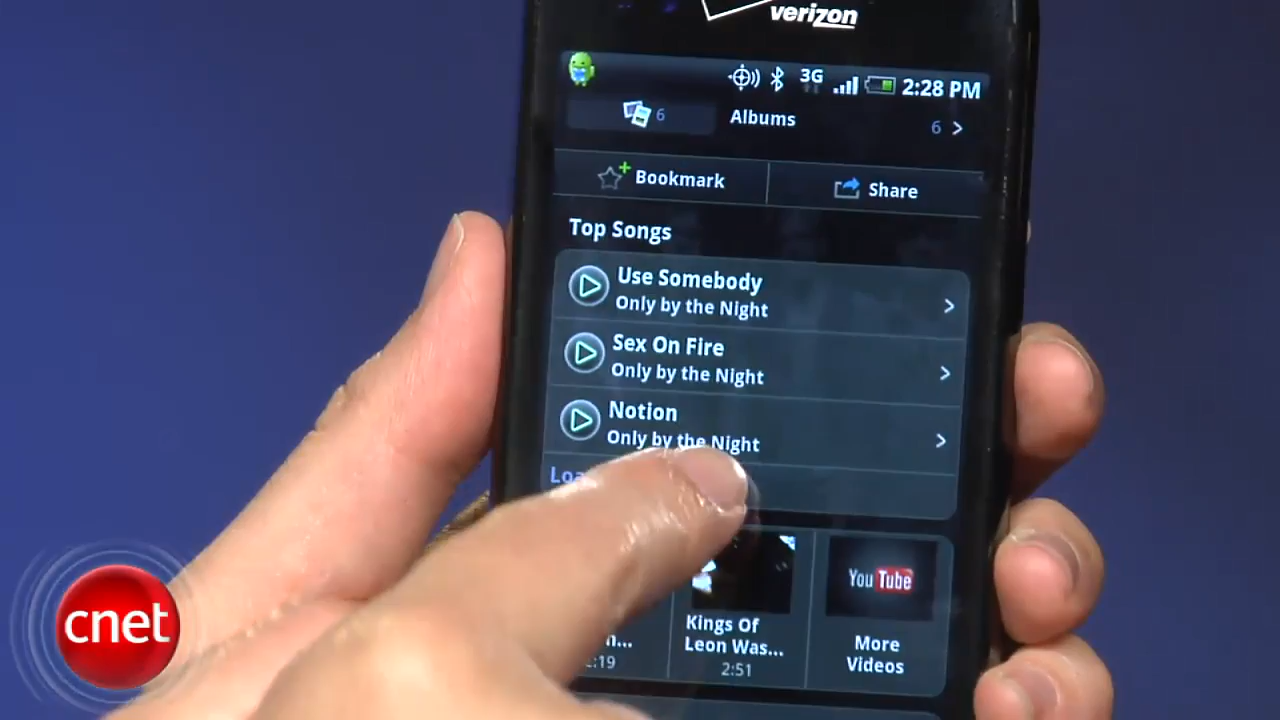 verizon
3G 2:28 PM
6 Albums 6
Bookmark Share
Top Songs
Use Somebody
Only by the Night
Sex On Fire
Only by the Night
Notion
Only by the Night
YouTube
Kings Of
Leon Was...
2:51
More
Videos
cnet